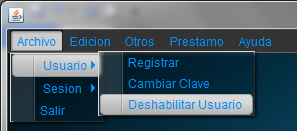 Archivo Edicion Otros Prestamo Ayuda
Usuario Registrar
Cambiar Clave
Sesion Deshabilitar Usuario
Salir